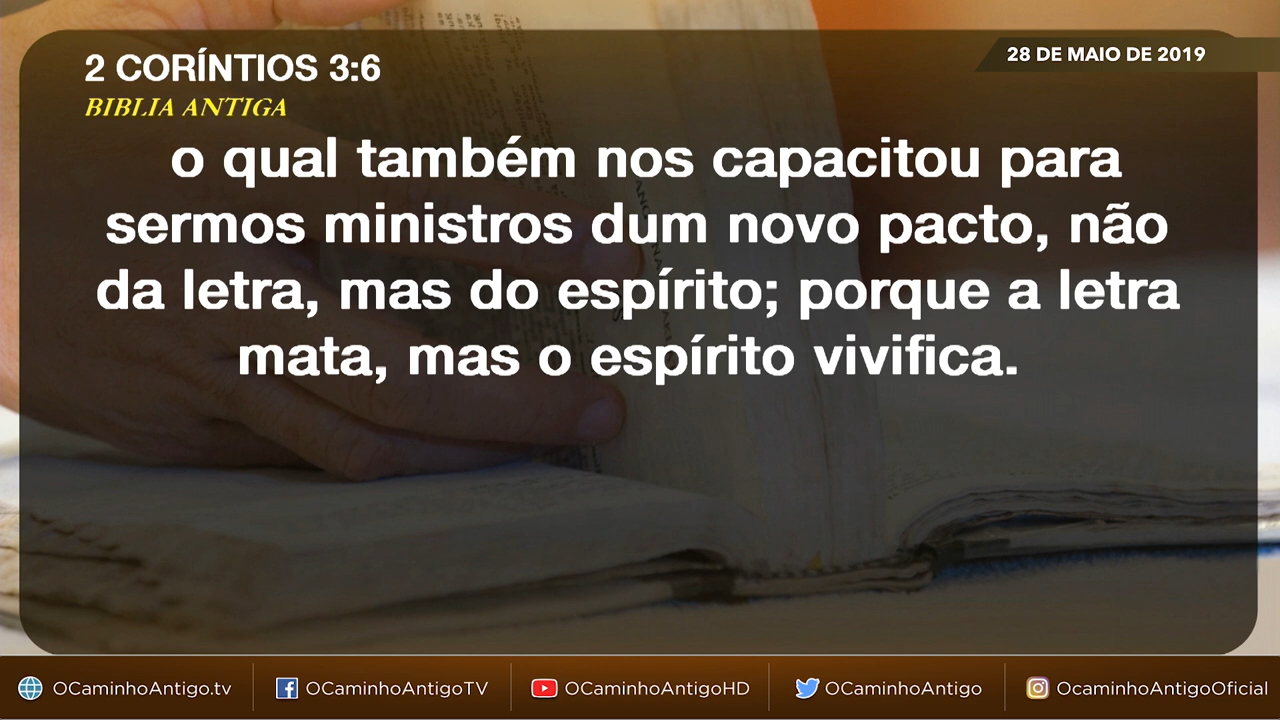 2 CORÍNTIOS 3:6
28 DE MAIO DE 2019
BIBLIA ANTIGA
o qual também nos capacitou para
sermos ministros dum novo pacto, não
da letra, mas do espírito; porque a letra
mata, mas o espírito vivifica.
OCaminhoAntigo.tv
OCaminhoAntigoTV
OCaminhoAntigoHD
OCaminhoAntigo
OcaminhoAntigoOficial